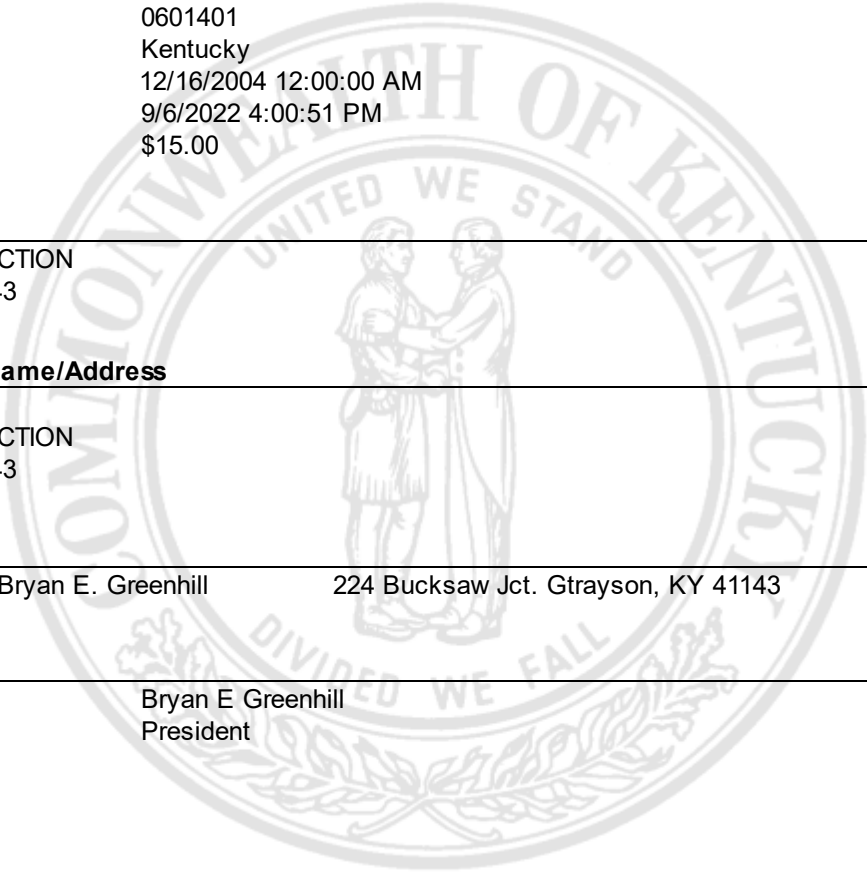 0601401
Kentucky
12/16/2004 12:00:00 AM
9/6/2022 4:00:51 PM
$15.00
COMMONWEALTH OF KENTUCKY
UNITED WE STAND
CTION
3
ame/Address
CTION
3
Bryan E. Greenhill 224 Bucksaw Jct. Gtrayson, KY 41143
DIVIDED WE FALL
Bryan E Greenhill
President